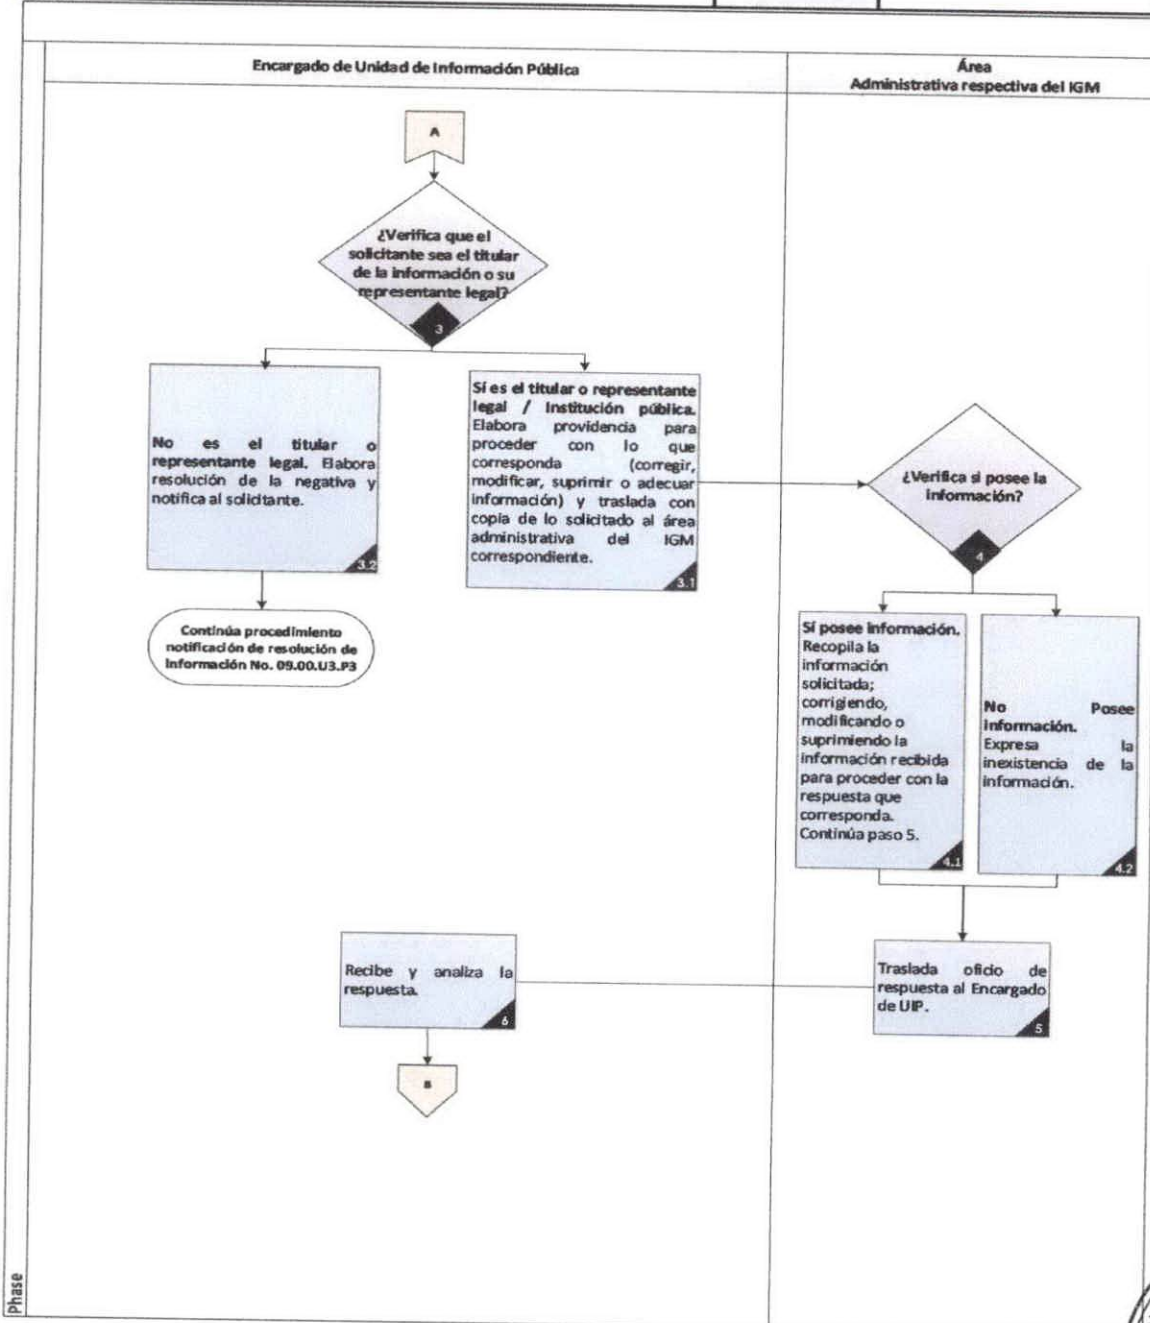 Encargado de Unidad de Información Pública
Área
Administrativa respectiva del IGM
A
¿Verifica que el
solicitante sea el titular
de la información o su
representante legal?
3
No es el titular o
representante legal. Elabora
resolución de la negativa y
notifica al solicitante.
3.2
Sí es el titular o representante
legal / Institución pública.
Elabora providencia para
proceder con lo que
corresponda (corregir,
modificar, suprimir o adecuar
información) y traslada con
copia de lo solicitado al área
administrativa del IGM
correspondiente.
3.1
Continúa procedimiento
notificación de resolución de
Información No. 09.00.U3.P3
¿Verifica si posee la
información?
4
Sí posee información.
Recopila la
información
solicitada;
corrigiendo,
modificando o
suprimiendo la
información recibida
para proceder con la
respuesta que
corresponda.
Continúa paso 5.
4.1
No Posee
Información.
Expresa la
inexistencia de la
información.
4.2
Traslada oficio de
respuesta al Encargado
de UIP.
5
Recibe y analiza la
respuesta.
6
B
Phase